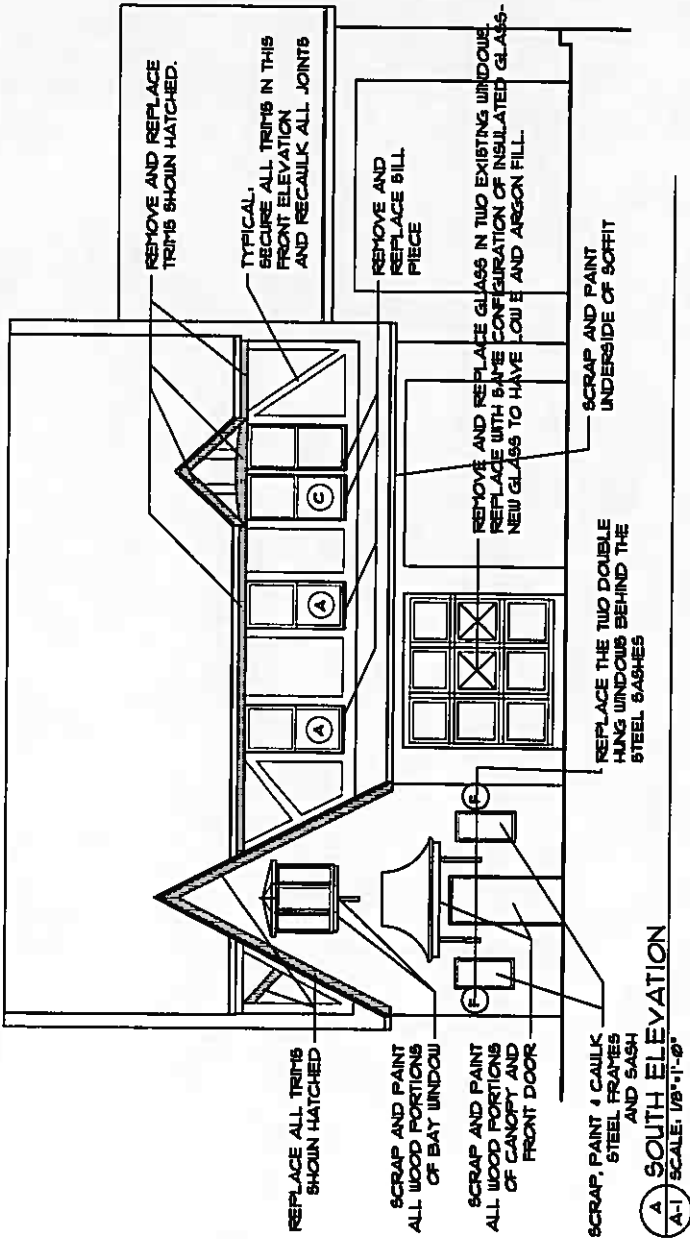 REMOVE AND REPLACE
TRIMS SHOWN HATCHED.
TYPICAL:
SECURE ALL TRIMS IN THIS
FRONT ELEVATION
AND RECAULK ALL JOINTS
REMOVE AND
REPLACE SILL
PIECE
REMOVE AND REPLACE GLASS IN TWO EXISTING WINDOWS.
REPLACE WITH SAME CONFIGURATION OF INSULATED GLASS-
NEW GLASS TO HAVE LOW E AND ARGON FILL.
SCRAP AND PAINT
UNDERSIDE OF SOFFIT
REPLACE THE TWO DOUBLE
HUNG WINDOWS BEHIND THE
STEEL SASHES
A
A
C
F
F
REPLACE ALL TRIMS
SHOWN HATCHED
SCRAP AND PAINT
ALL WOOD PORTIONS
OF BAY WINDOW
SCRAP AND PAINT
ALL WOOD PORTIONS
OF CANOPY AND
FRONT DOOR
SCRAP, PAINT & CAULK
STEEL FRAMES
AND SASH
A
A-1
SOUTH ELEVATION
SCALE: 1/8"=1'-0"